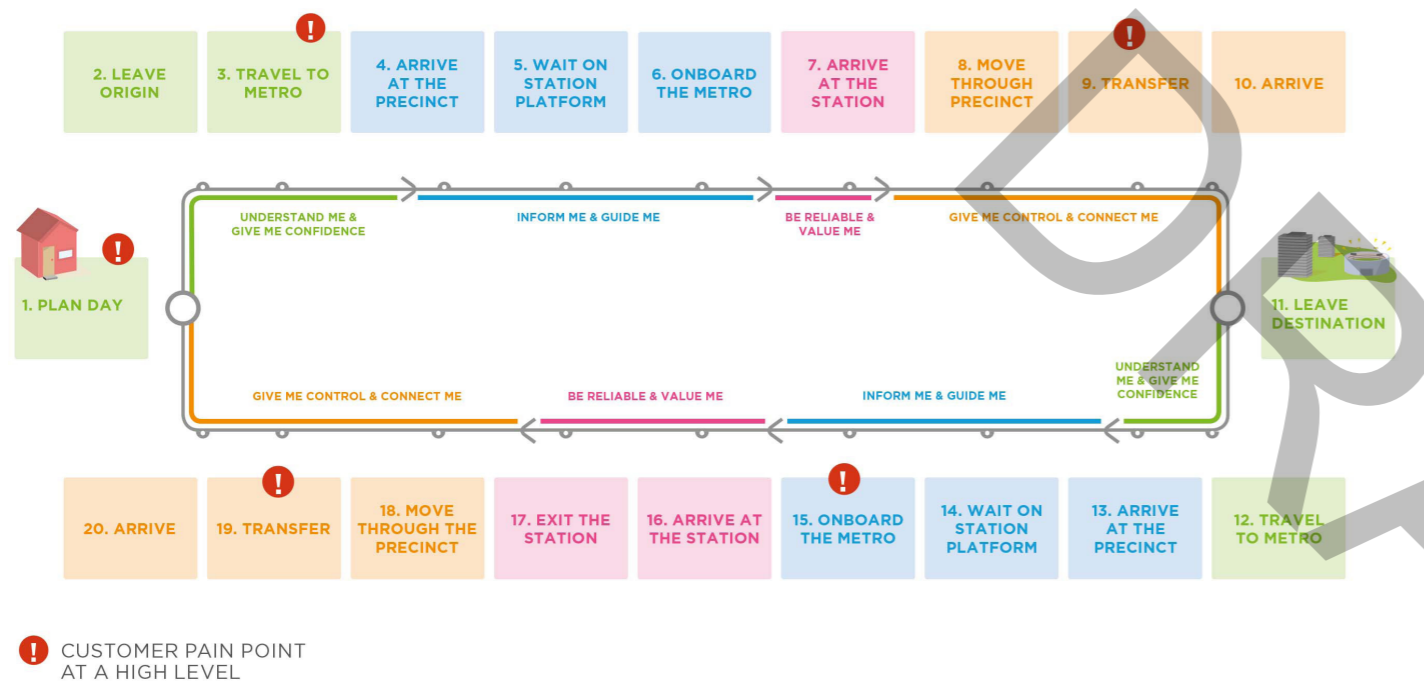 2. LEAVE
ORIGIN
3. TRAVEL TO
METRO
4. ARRIVE
AT THE
PRECINCT
5. WAIT ON
STATION
PLATFORM
6. ONBOARD
THE METRO
7. ARRIVE
AT THE
STATION
8. MOVE
THROUGH
PRECINCT
9. TRANSFER
10. ARRIVE
!
!
UNDERSTAND ME &
GIVE ME CONFIDENCE
INFORM ME & GUIDE ME
BE RELIABLE &
VALUE ME
GIVE ME CONTROL & CONNECT ME
!
1. PLAN DAY
11. LEAVE
DESTINATION
GIVE ME CONTROL & CONNECT ME
BE RELIABLE & VALUE ME
INFORM ME & GUIDE ME
UNDERSTAND
ME & GIVE ME
CONFIDENCE
!
!
20. ARRIVE
19. TRANSFER
18. MOVE
THROUGH THE
PRECINCT
17. EXIT THE
STATION
16. ARRIVE AT
THE STATION
15. ONBOARD
THE METRO
14. WAIT ON
STATION
PLATFORM
13. ARRIVE
AT THE
PRECINCT
12. TRAVEL
TO METRO
! CUSTOMER PAIN POINT
AT A HIGH LEVEL
DR